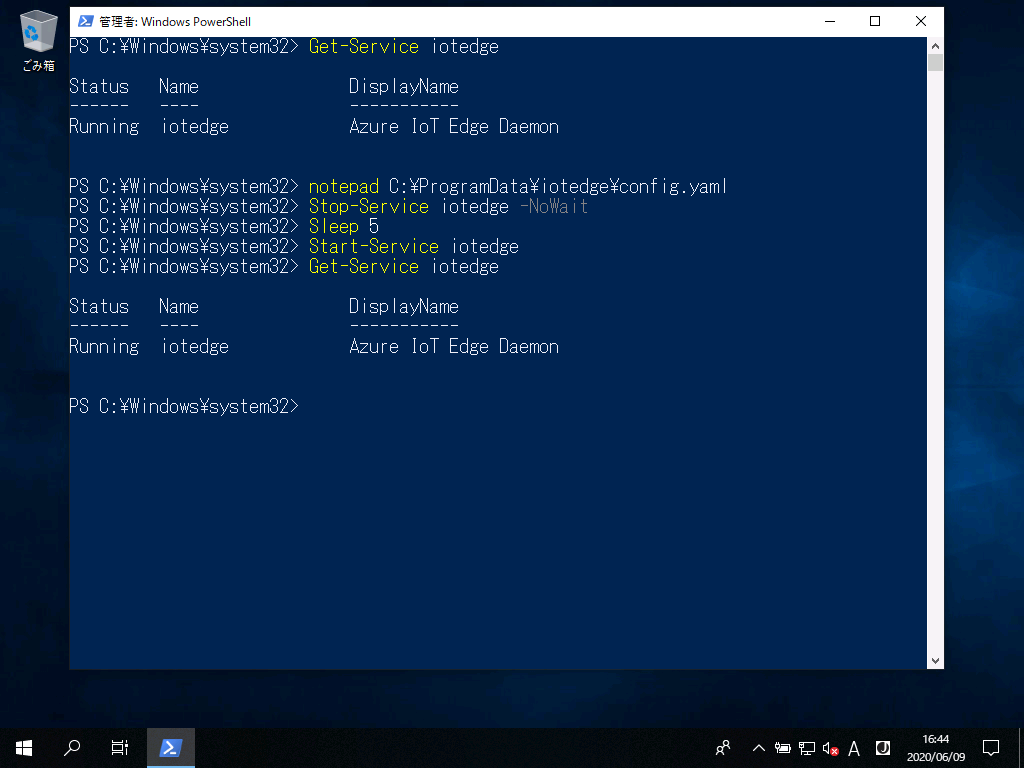 ごみ箱
管理者: Windows PowerShell
PS C:¥Windows¥system32> Get-Service iotedge
Status   Name               DisplayName
------   ----               -----------
Running  iotedge            Azure IoT Edge Daemon
PS C:¥Windows¥system32> notepad C:¥ProgramData¥iotedge¥config.yaml
PS C:¥Windows¥system32> Stop-Service iotedge -NoWait
PS C:¥Windows¥system32> Sleep 5
PS C:¥Windows¥system32> Start-Service iotedge
PS C:¥Windows¥system32> Get-Service iotedge
Status   Name               DisplayName
------   ----               -----------
Running  iotedge            Azure IoT Edge Daemon
PS C:¥Windows¥system32>
A
16:44
2020/06/09